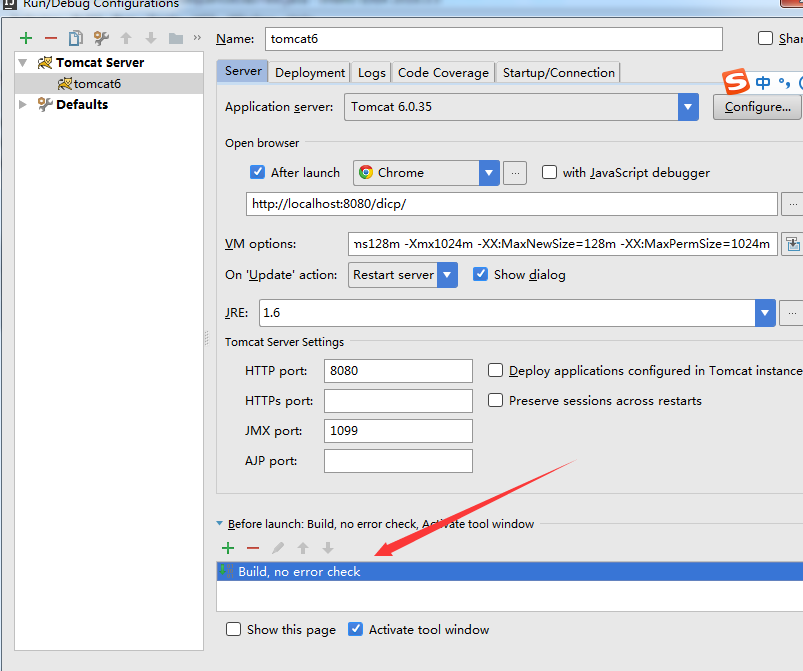 Run/Debug Configurations
Name: tomcat6
Shar
Tomcat Server
tomcat6
Defaults
Server Deployment Logs Code Coverage Startup/Connection
Application server: Tomcat 6.0.35 Configure...
S 中
Open browser
After launch Chrome ... with JavaScript debugger
http://localhost:8080/dicp/ ...
VM options: ms128m -Xmx1024m -XX:MaxNewSize=128m -XX:MaxPermSize=1024m
On 'Update' action: Restart server Show dialog
JRE: 1.6 ...
Tomcat Server Settings
HTTP port: 8080 Deploy applications configured in Tomcat instance
HTTPs port: Preserve sessions across restarts
JMX port: 1099
AJP port:
Before launch: Build, no error check, Activate tool window
Build, no error check
Show this page Activate tool window